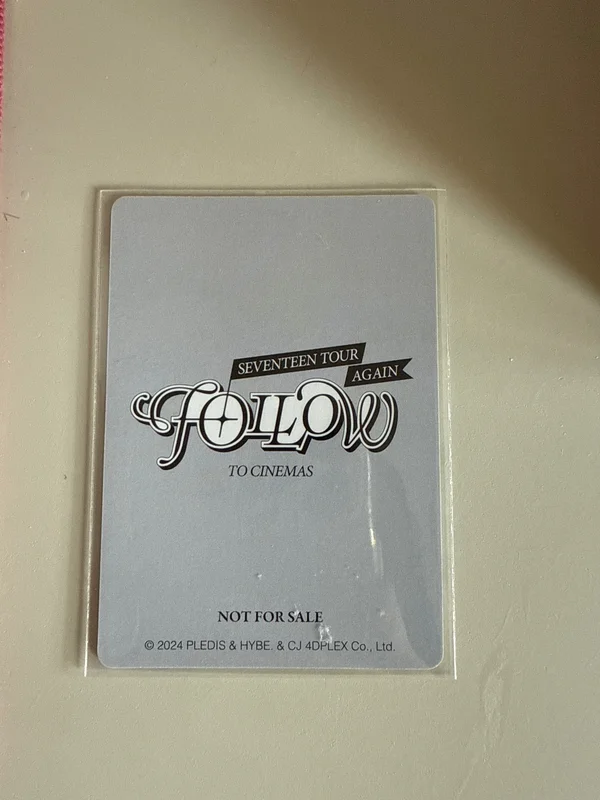 SEVENTEEN TOUR
AGAIN
FOLLOW
TO CINEMAS
NOT FOR SALE
© 2024 PLEDIS & HYBE. & CJ 4DPLEX Co., Ltd.